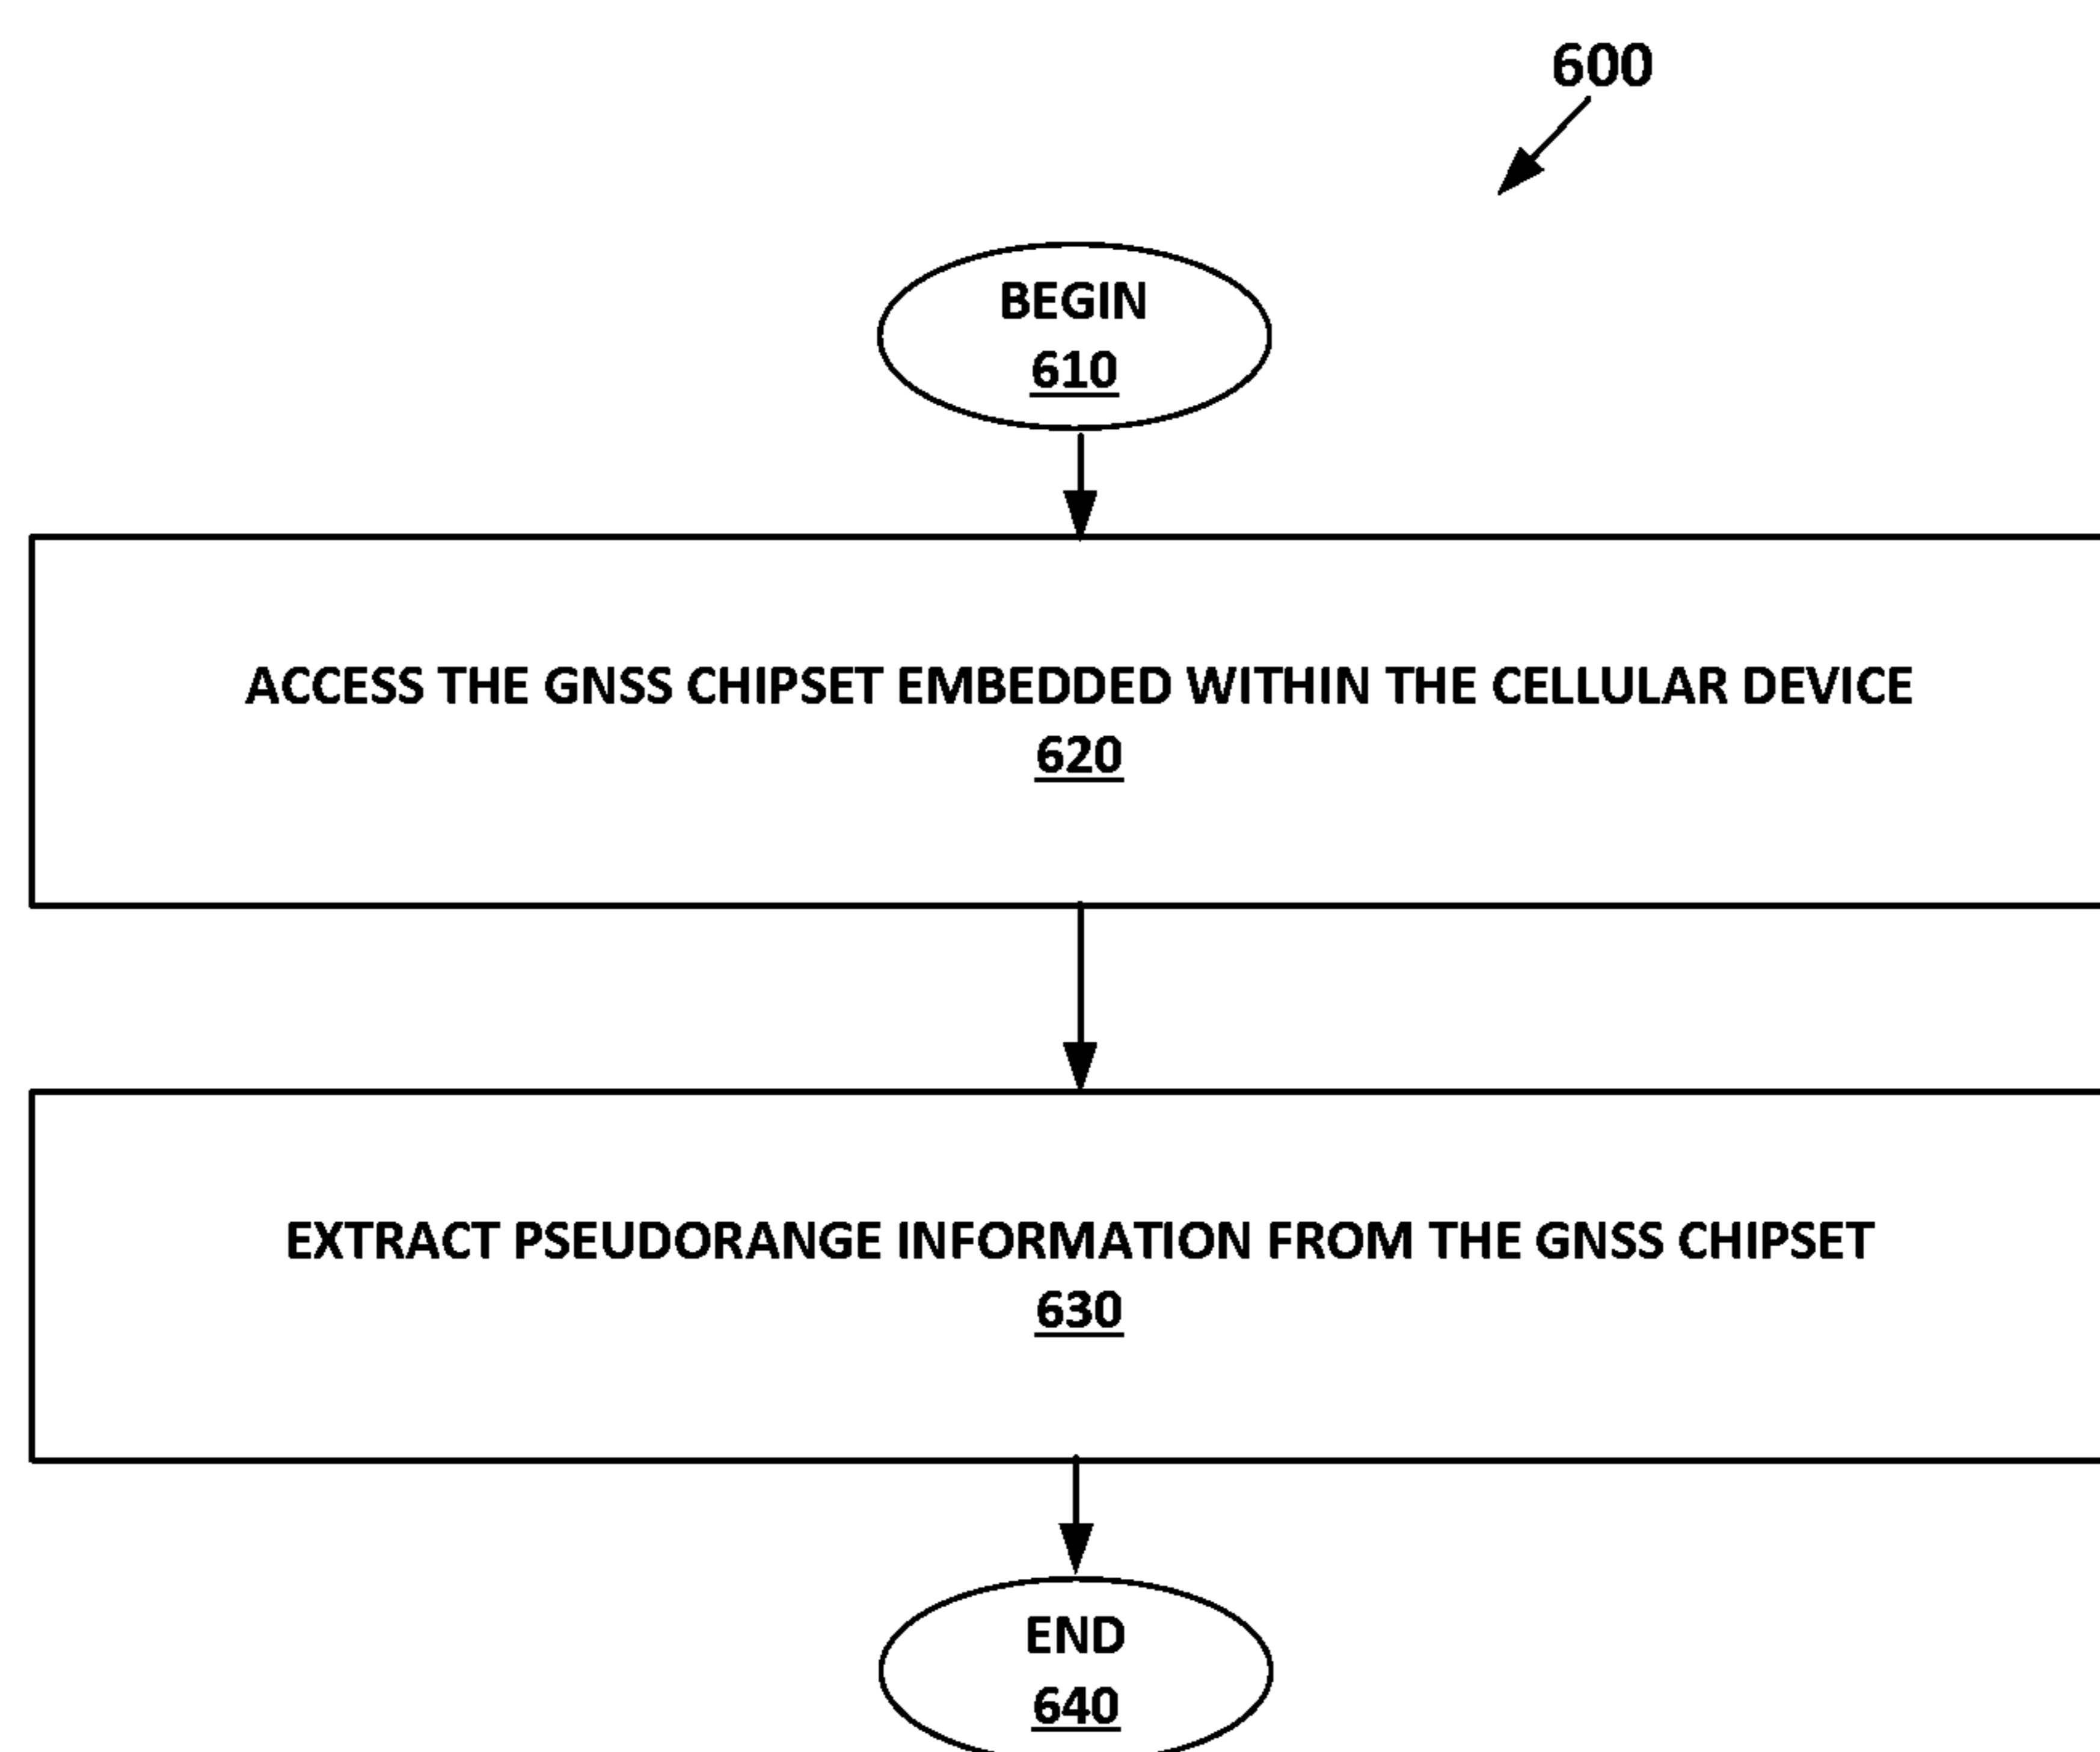 600
BEGIN
610
ACCESS THE GNSS CHIPSET EMBEDDED WITHIN THE CELLULAR DEVICE
620
EXTRACT PSEUDORANGE INFORMATION FROM THE GNSS CHIPSET
630
END
640